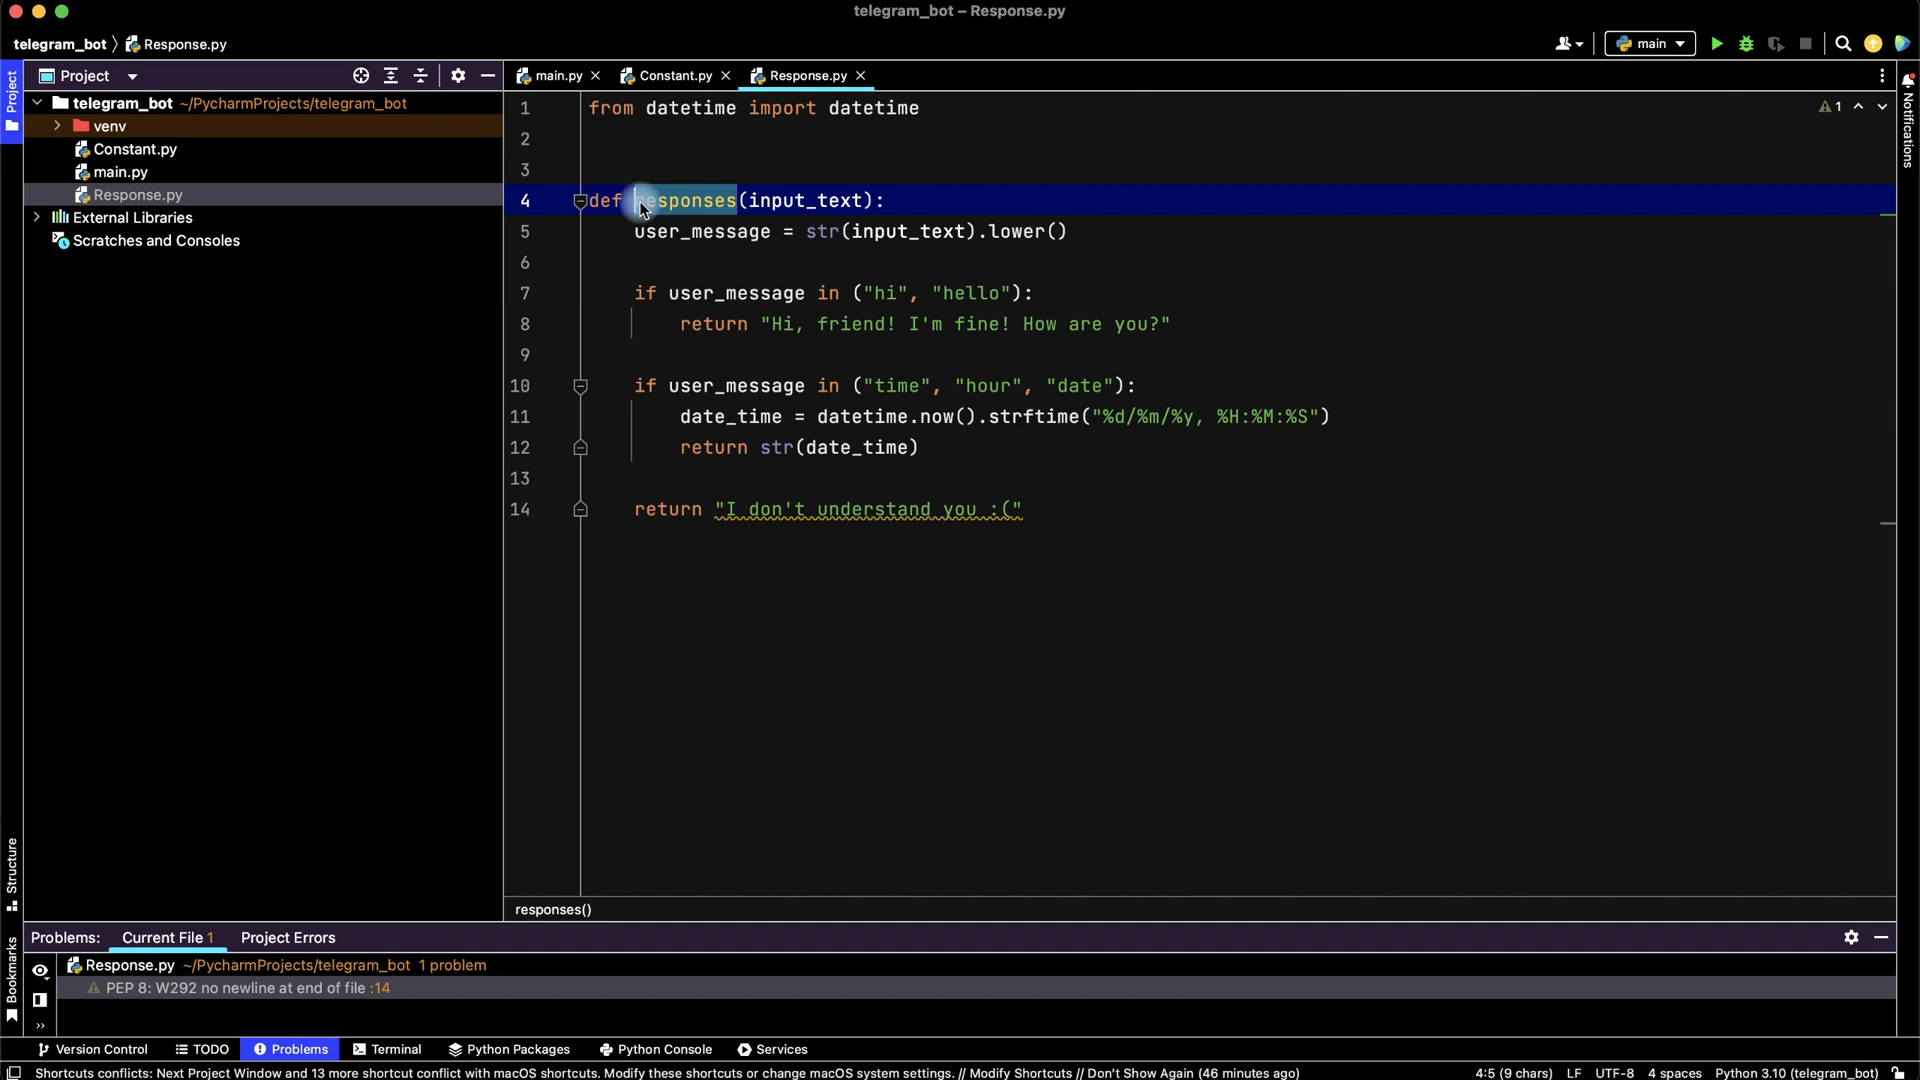 telegram_bot – Response.py
telegram_bot Response.py
main
Project
main.py
Constant.py
Response.py
Project
telegram_bot ~/PycharmProjects/telegram_bot
venv
Constant.py
main.py
Response.py
External Libraries
Scratches and Consoles
Notifications
1
1 from datetime import datetime
2
3
4 def responses(input_text):
5 user_message = str(input_text).lower()
6
7 if user_message in ("hi", "hello"):
8 return "Hi, friend! I'm fine! How are you?"
9
10 if user_message in ("time", "hour", "date"):
11 date_time = datetime.now().strftime("%d/%m/%y, %H:%M:%S")
12 return str(date_time)
13
14 return "I don't understand you :("
responses()
Structure
Bookmarks
Problems: Current File 1 Project Errors
Response.py ~/PycharmProjects/telegram_bot 1 problem
PEP 8: W292 no newline at end of file :14
Version Control TODO Problems Terminal Python Packages Python Console Services
Shortcuts conflicts: Next Project Window and 13 more shortcut conflict with macOS shortcuts. Modify these shortcuts or change macOS system settings. // Modify Shortcuts // Don't Show Again (46 minutes ago) 4:5 (9 chars) LF UTF-8 4 spaces Python 3.10 (telegram_bot)